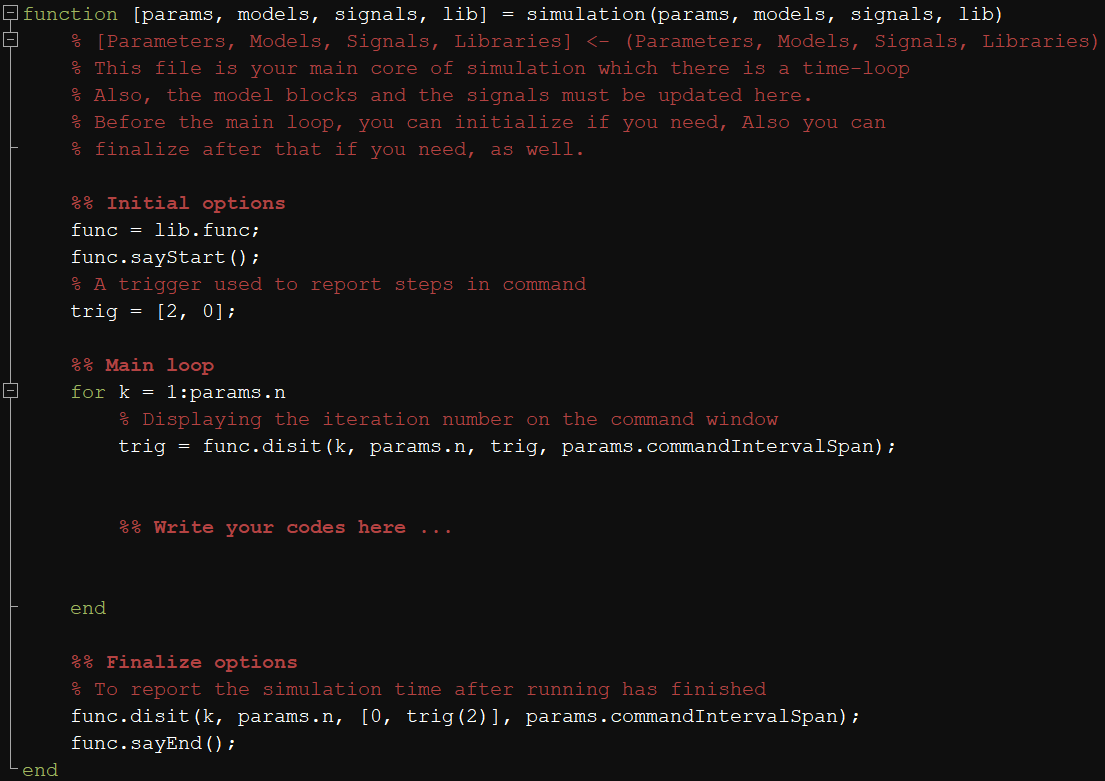 function [params, models, signals, lib] = simulation(params, models, signals, lib)
% [Parameters, Models, Signals, Libraries] <- (Parameters, Models, Signals, Libraries)
% This file is your main core of simulation which there is a time-loop
% Also, the model blocks and the signals must be updated here.
% Before the main loop, you can initialize if you need, Also you can
% finalize after that if you need, as well.
%% Initial options
func = lib.func;
func.sayStart();
% A trigger used to report steps in command
trig = [2, 0];
%% Main loop
for k = 1:params.n
% Displaying the iteration number on the command window
trig = func.disit(k, params.n, trig, params.commandIntervalSpan);
%% Write your codes here ...
end
%% Finalize options
% To report the simulation time after running has finished
func.disit(k, params.n, [0, trig(2)], params.commandIntervalSpan);
func.sayEnd();
end